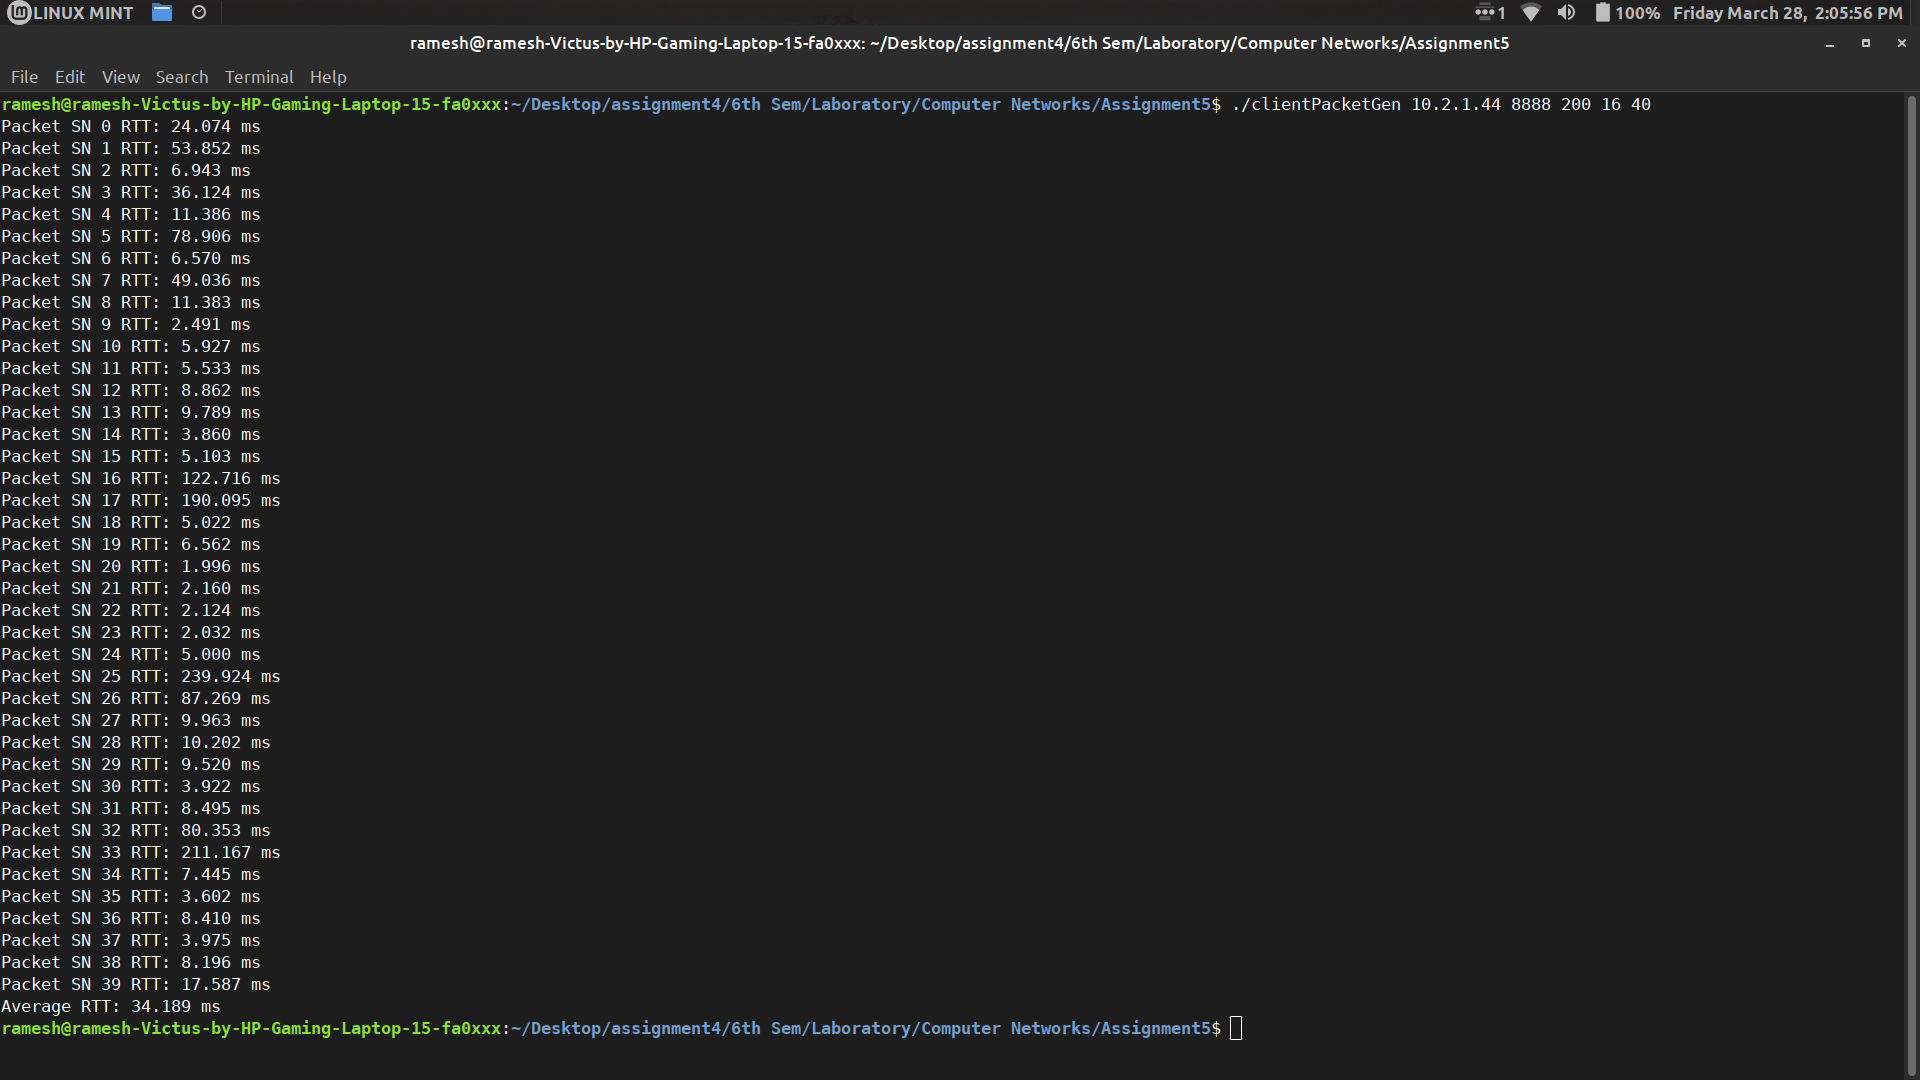 LINUX MINT 1 100% Friday March 28, 2:05:56 PM
ramesh@ramesh-Victus-by-HP-Gaming-Laptop-15-fa0xxx: ~/Desktop/assignment4/6th Sem/Laboratory/Computer Networks/Assignment5
File Edit View Search Terminal Help
ramesh@ramesh-Victus-by-HP-Gaming-Laptop-15-fa0xxx:~/Desktop/assignment4/6th Sem/Laboratory/Computer Networks/Assignment5$ ./clientPacketGen 10.2.1.44 8888 200 16 40
Packet SN 0 RTT: 24.074 ms
Packet SN 1 RTT: 53.852 ms
Packet SN 2 RTT: 6.943 ms
Packet SN 3 RTT: 36.124 ms
Packet SN 4 RTT: 11.386 ms
Packet SN 5 RTT: 78.906 ms
Packet SN 6 RTT: 6.570 ms
Packet SN 7 RTT: 49.036 ms
Packet SN 8 RTT: 11.383 ms
Packet SN 9 RTT: 2.491 ms
Packet SN 10 RTT: 5.927 ms
Packet SN 11 RTT: 5.533 ms
Packet SN 12 RTT: 8.862 ms
Packet SN 13 RTT: 9.789 ms
Packet SN 14 RTT: 3.860 ms
Packet SN 15 RTT: 5.103 ms
Packet SN 16 RTT: 122.716 ms
Packet SN 17 RTT: 190.095 ms
Packet SN 18 RTT: 5.022 ms
Packet SN 19 RTT: 6.562 ms
Packet SN 20 RTT: 1.996 ms
Packet SN 21 RTT: 2.160 ms
Packet SN 22 RTT: 2.124 ms
Packet SN 23 RTT: 2.032 ms
Packet SN 24 RTT: 5.000 ms
Packet SN 25 RTT: 239.924 ms
Packet SN 26 RTT: 87.269 ms
Packet SN 27 RTT: 9.963 ms
Packet SN 28 RTT: 10.202 ms
Packet SN 29 RTT: 9.520 ms
Packet SN 30 RTT: 3.922 ms
Packet SN 31 RTT: 8.495 ms
Packet SN 32 RTT: 80.353 ms
Packet SN 33 RTT: 211.167 ms
Packet SN 34 RTT: 7.445 ms
Packet SN 35 RTT: 3.602 ms
Packet SN 36 RTT: 8.410 ms
Packet SN 37 RTT: 3.975 ms
Packet SN 38 RTT: 8.196 ms
Packet SN 39 RTT: 17.587 ms
Average RTT: 34.189 ms
ramesh@ramesh-Victus-by-HP-Gaming-Laptop-15-fa0xxx:~/Desktop/assignment4/6th Sem/Laboratory/Computer Networks/Assignment5$